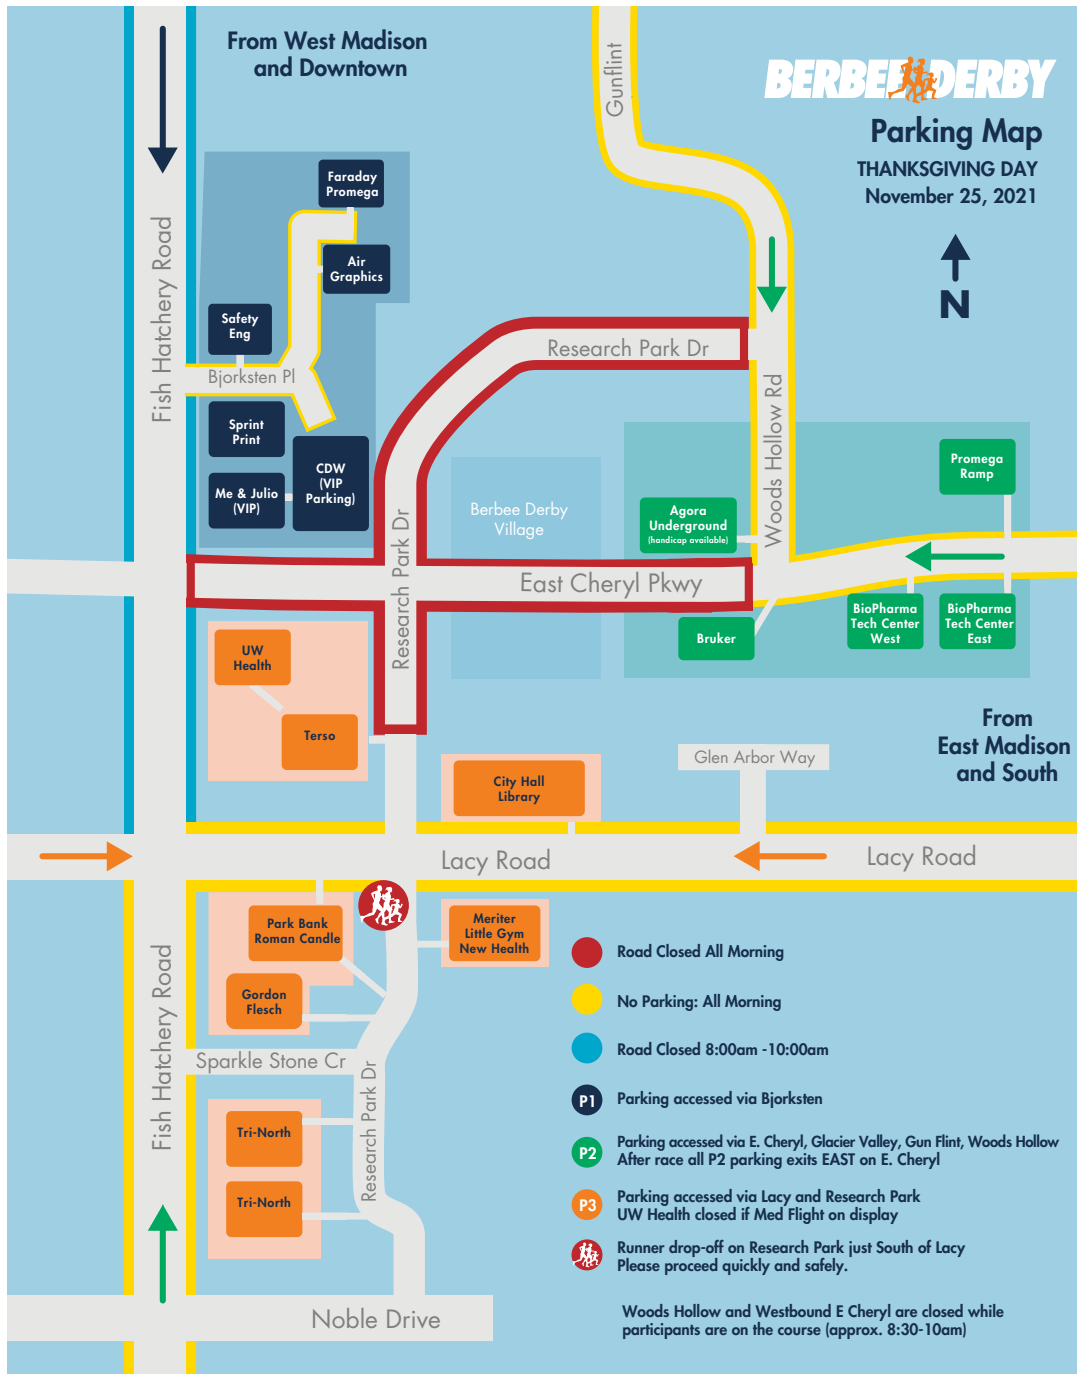 From West Madison
and Downtown
Gunflint
BERBEE DERBY
Parking Map
THANKSGIVING DAY
November 25, 2021
N
Fish Hatchery Road
Faraday
Promega
Air
Graphics
Safety
Eng
Bjorksten Pl
Sprint
Print
Me & Julio
(VIP)
CDW
(VIP
Parking)
Research Park Dr
Woods Hollow Rd
Research Park Dr
Berbee Derby
Village
Agora
Underground
(handicap available)
Promega
Ramp
East Cheryl Pkwy
Bruker
BioPharma
Tech Center
West
BioPharma
Tech Center
East
Research Park Dr
UW
Health
Terso
From
East Madison
and South
City Hall
Library
Glen Arbor Way
Lacy Road
Lacy Road
Fish Hatchery Road
Park Bank
Roman Candle
Meriter
Little Gym
New Health
Gordon
Flesch
Sparkle Stone Cr
Research Park Dr
Tri-North
Tri-North
Noble Drive
Road Closed All Morning
No Parking: All Morning
Road Closed 8:00am -10:00am
P1
Parking accessed via Bjorksten
P2
Parking accessed via E. Cheryl, Glacier Valley, Gun Flint, Woods Hollow
After race all P2 parking exits EAST on E. Cheryl
P3
Parking accessed via Lacy and Research Park
UW Health closed if Med Flight on display
Runner drop-off on Research Park just South of Lacy
Please proceed quickly and safely.
Woods Hollow and Westbound E Cheryl are closed while
participants are on the course (approx. 8:30-10am)